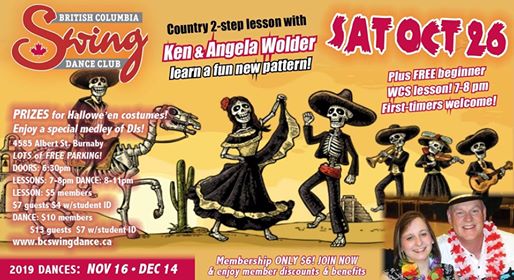 BRITISH COLUMBIA
Swing
DANCE CLUB
Country 2-step lesson with
Ken & Angela Wolder
learn a fun new pattern!
SAT OCT 26
Plus FREE beginner
WCS lesson! 7-8 pm
First-timers welcome!
PRIZES for Hallowe'en costumes!
Enjoy a special medley of DJs!
4585 Albert St. Burnaby
LOTS of FREE PARKING!
DOORS: 6:30pm
LESSONS: 7-8pm DANCE: 8-11pm
LESSON: $5 members
$7 guests $4 w/student ID
DANCE: $10 members
$13 guests $7 w/student ID
www.bcswingdance.ca
2019 DANCES: NOV 16 • DEC 14
Membership ONLY $6! JOIN NOW
& enjoy member discounts & benefits